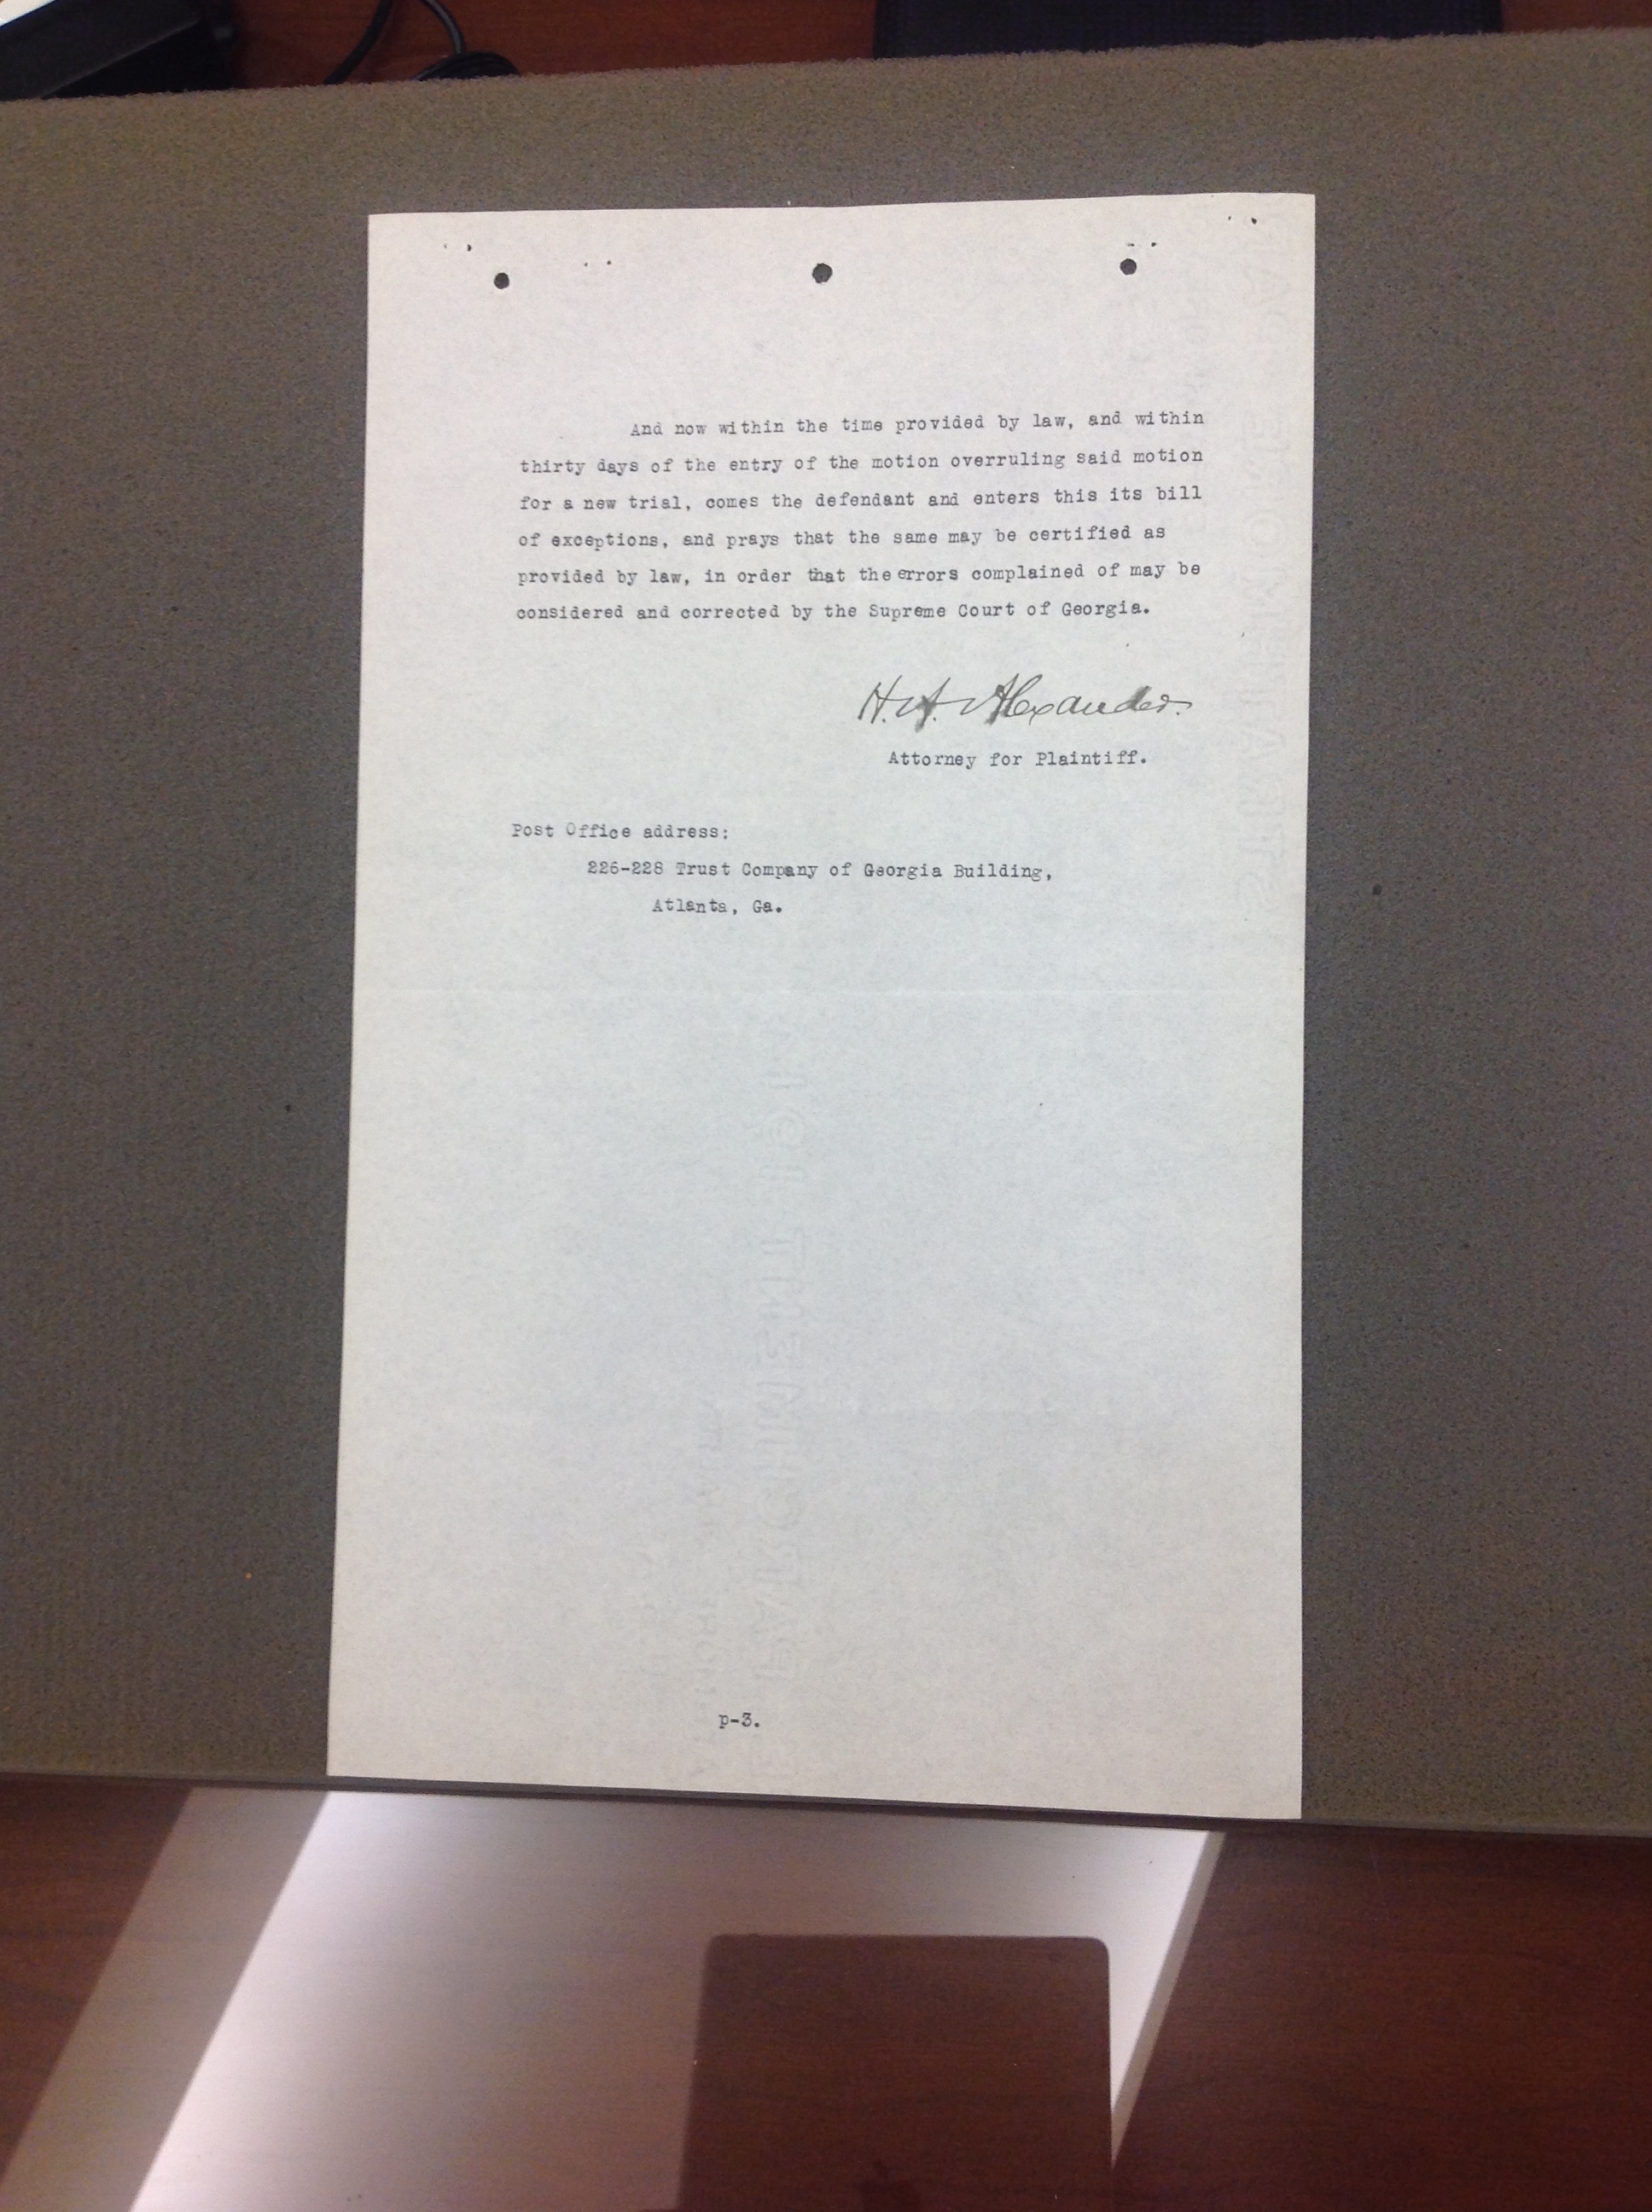 And now within the time provided by law, and within
thirty days of the entry of the motion overruling said motion
for a new trial, comes the defendant and enters this its bill
of exceptions, and prays that the same may be certified as
provided by law, in order that the errors complained of may be
considered and corrected by the Supreme Court of Georgia.
H. A. Alexander.
Attorney for Plaintiff.
Post Office address:
226-228 Trust Company of Georgia Building,
Atlanta, Ga.
p-3.